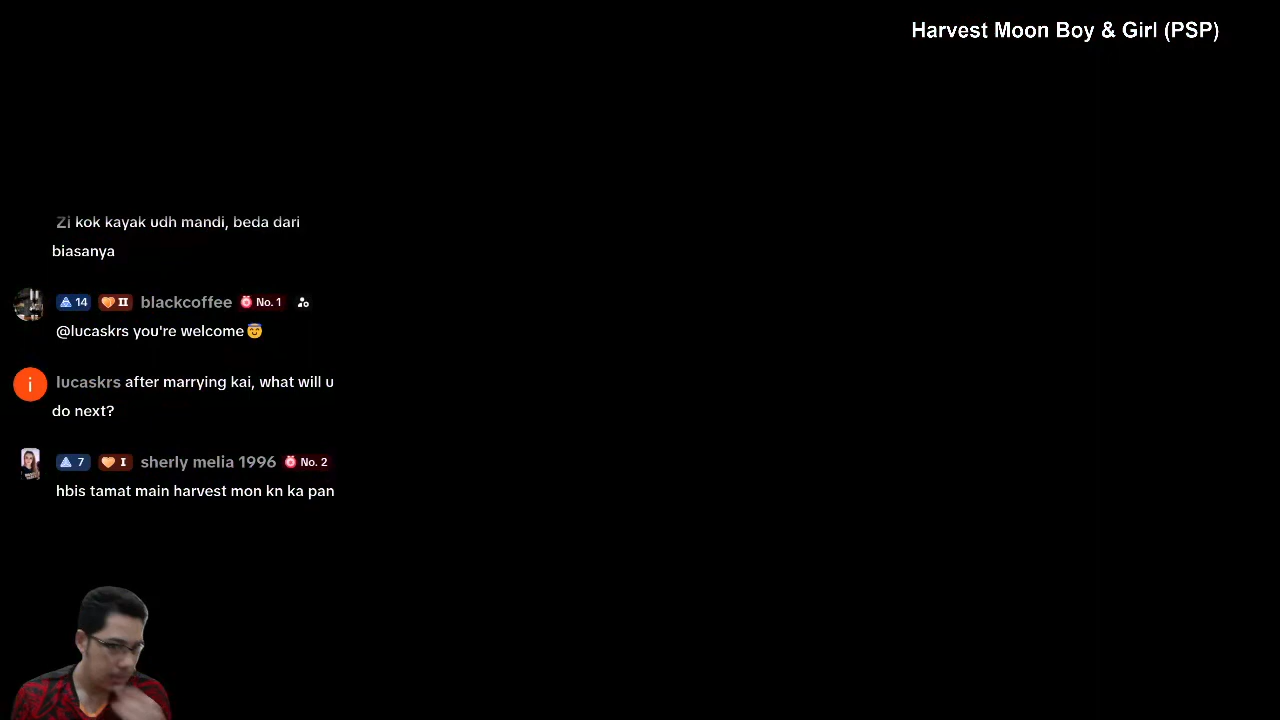 Harvest Moon Boy & Girl (PSP)
Zi kok kayak udh mandi, beda dari
biasanya
14 II blackcoffee No. 1
@lucaskrs you're welcome😇
i lucaskrs after marrying kai, what will u
do next?
7 I sherly melia 1996 No. 2
hbis tamat main harvest mon kn ka pan